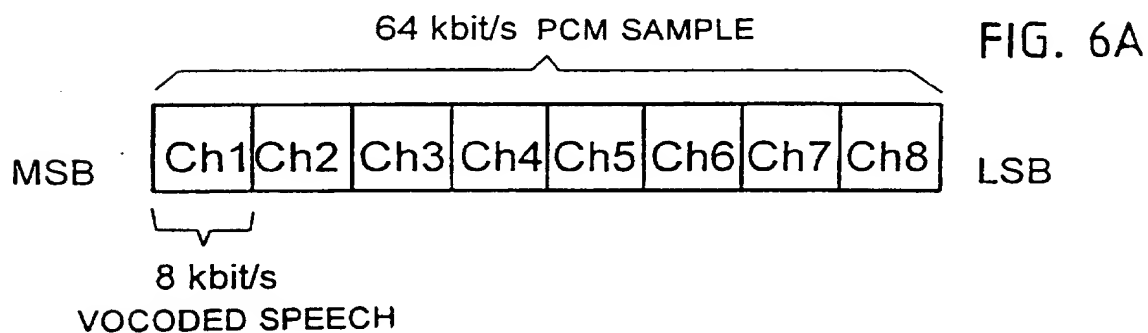 64 kbit/s PCM SAMPLE
FIG. 6A
MSB
Ch1 Ch2 Ch3 Ch4 Ch5 Ch6 Ch7 Ch8
LSB
8 kbit/s
VOCODED SPEECH